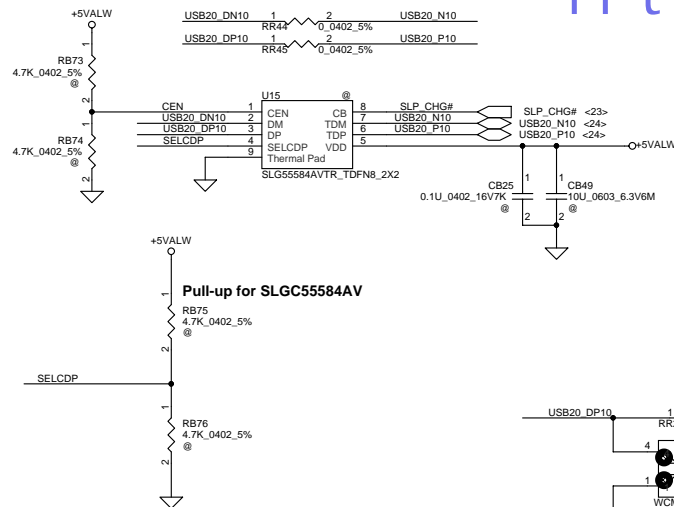 +5VALW
USB20_DN10 1 2 USB20_N10
RR44 0_0402_5%
USB20_DP10 1 2 USB20_P10
RR45 0_0402_5%
1
RB73
4.7K_0402_5%
@
2
1
RB74
4.7K_0402_5%
@
2
U15 @
CEN 1 CEN CB 8 SLP_CHG# SLP_CHG# <23>
USB20_DN10 2 DM TDM 7 USB20_N10 USB20_N10 <24>
USB20_DP10 3 DP TDP 6 USB20_P10 USB20_P10 <24>
SELCDP 4 SELCDP VDD 5 +5VALW
9 Thermal Pad
SLG55584AVTR_TDFN8_2X2
1 1
CB25 CB49
0.1U_0402_16V7K 10U_0603_6.3V6M
@ @
2 2
+5VALW
Pull-up for SLGC55584AV
1
RB75
4.7K_0402_5%
@
2
SELCDP
1
RB76
4.7K_0402_5%
@
2
USB20_DP10 1
4
1